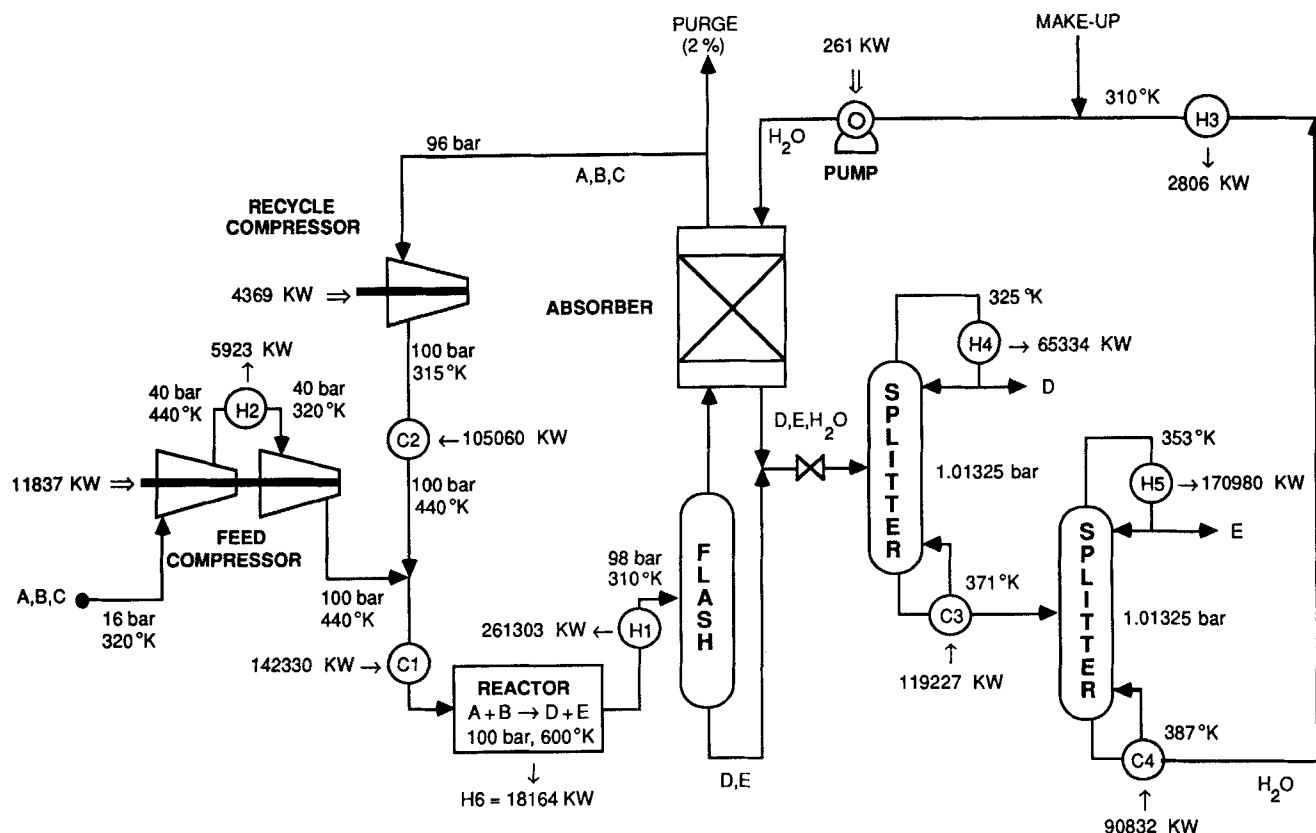 PURGE
(2 %)
261 KW
⇓
MAKE-UP
310 °K
H3
→
2806 KW
H2O
PUMP
96 bar
A,B,C
RECYCLE
COMPRESSOR
4369 KW ⇒
ABSORBER
100 bar
315 °K
5923 KW
↑
40 bar
440 °K
H2
40 bar
320 °K
C2
←105060 KW
100 bar
440 °K
11837 KW ⇒
FEED
COMPRESSOR
A,B,C
16 bar
320 °K
100 bar
440 °K
142330 KW →
C1
REACTOR
A + B → D + E
100 bar, 600 °K
↓
H6 = 18164 KW
261303 KW ←
H1
98 bar
310 °K
FLASH
D,E
D,E,H2O
325 °K
H4
→ 65334 KW
D
SPLITTER
1.01325 bar
371 °K
C3
↑
119227 KW
353 °K
H5
→170980 KW
E
SPLITTER
1.01325 bar
387 °K
C4
↑
90832 KW
H2O